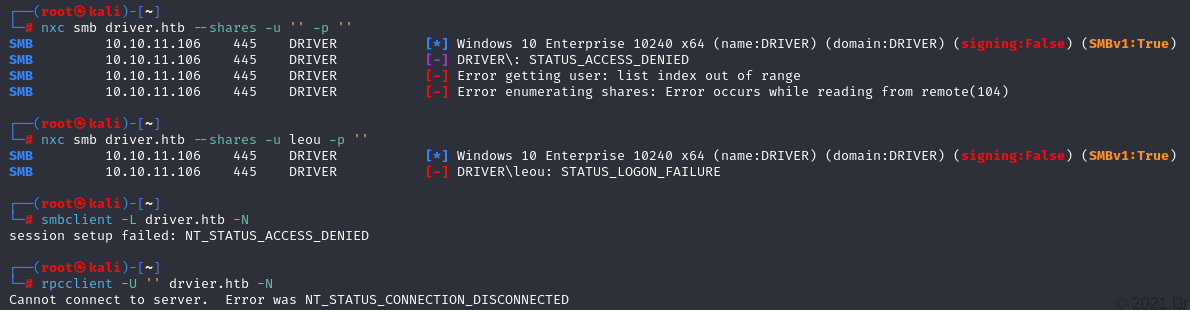 ┌──(root㉿kali)-[~]
└─# nxc smb driver.htb --shares -u '' -p ''
SMB         10.10.11.106    445    DRIVER           [*] Windows 10 Enterprise 10240 x64 (name:DRIVER) (domain:DRIVER) (signing:False) (SMBv1:True)
SMB         10.10.11.106    445    DRIVER           [-] DRIVER\: STATUS_ACCESS_DENIED
SMB         10.10.11.106    445    DRIVER           [-] Error getting user: list index out of range
SMB         10.10.11.106    445    DRIVER           [-] Error enumerating shares: Error occurs while reading from remote(104)
┌──(root㉿kali)-[~]
└─# nxc smb driver.htb --shares -u leou -p ''
SMB         10.10.11.106    445    DRIVER           [*] Windows 10 Enterprise 10240 x64 (name:DRIVER) (domain:DRIVER) (signing:False) (SMBv1:True)
SMB         10.10.11.106    445    DRIVER           [-] DRIVER\leou: STATUS_LOGON_FAILURE
┌──(root㉿kali)-[~]
└─# smbclient -L driver.htb -N
session setup failed: NT_STATUS_ACCESS_DENIED
┌──(root㉿kali)-[~]
└─# rpcclient -U '' drvier.htb -N
Cannot connect to server.  Error was NT_STATUS_CONNECTION_DISCONNECTED
© 2021 Dr